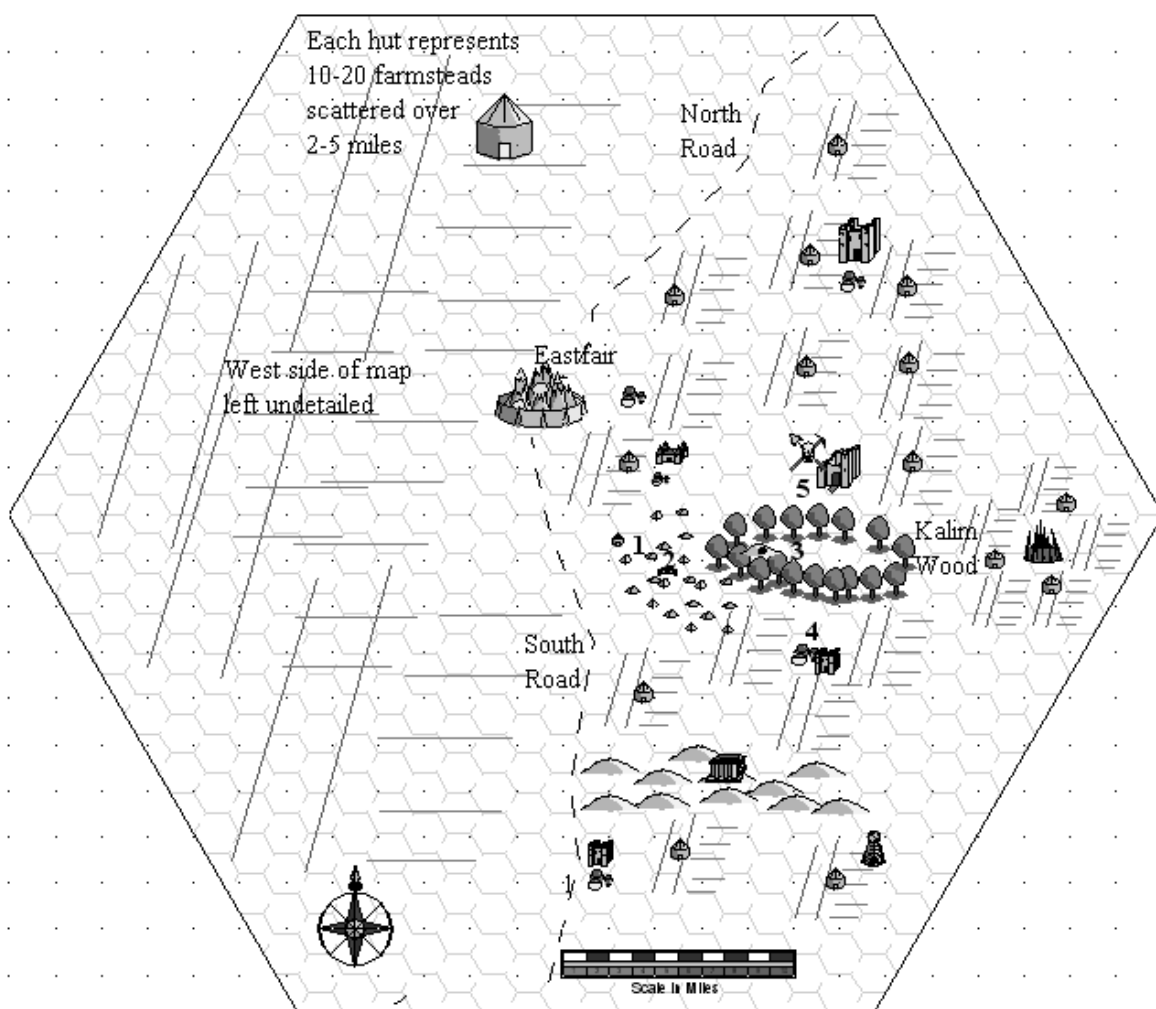 Each hut represents
10-20 farmsteads
scattered over
2-5 miles
North
Road
Eastfair
West side of map
left undetailed
5
1
2
3
Kalim
Wood
4
South
Road
1
Scale in Miles